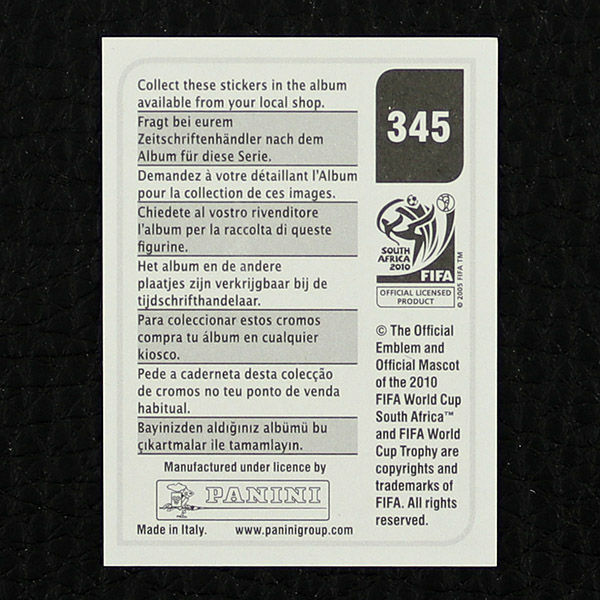 Collect these stickers in the album
available from your local shop.
Fragt bei eurem
Zeitschriftenhändler nach dem
Album für diese Serie.
Demandez à votre détaillant l'Album
pour la collection de ces images.
Chiedete al vostro rivenditore
l'album per la raccolta di queste
figurine.
Het album en de andere
plaatjes zijn verkrijgbaar bij de
tijdschrifthandelaar.
Para coleccionar estos cromos
compra tu álbum en cualquier
kiosco.
Pede a caderneta desta colecção
de cromos no teu ponto de venda
habitual.
Bayinizden aldığınız albümü bu
çıkartmalar ile tamamlayın.
Manufactured under licence by
PANINI
Made in Italy. www.paninigroup.com
345
SOUTH
AFRICA
2010
FIFA
OFFICIAL LICENSED
PRODUCT
© 2005 FIFA TM
© The Official
Emblem and
Official Mascot
of the 2010
FIFA World Cup
South Africa™
and FIFA World
Cup Trophy are
copyrights and
trademarks of
FIFA. All rights
reserved.